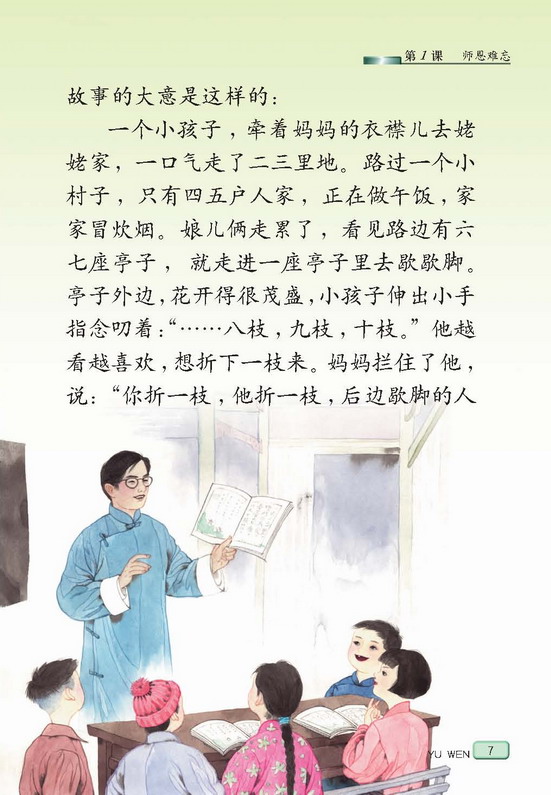 第1课 师恩难忘
故事的大意是这样的：
一个小孩子，牵着妈妈的衣襟儿去姥
姥家，一口气走了二三里地。路过一个小
村子，只有四五户人家，正在做午饭，家
家冒炊烟。娘儿俩走累了，看见路边有六
七座亭子，就走进一座亭子里去歇歇脚。
亭子外边，花开得很茂盛，小孩子伸出小手
指念叨着：“……八枝，九枝，十枝。”他越
看越喜欢，想折下一枝来。妈妈拦住了他，
说：“你折一枝，他折一枝，后边歇脚的人
YU WEN 7